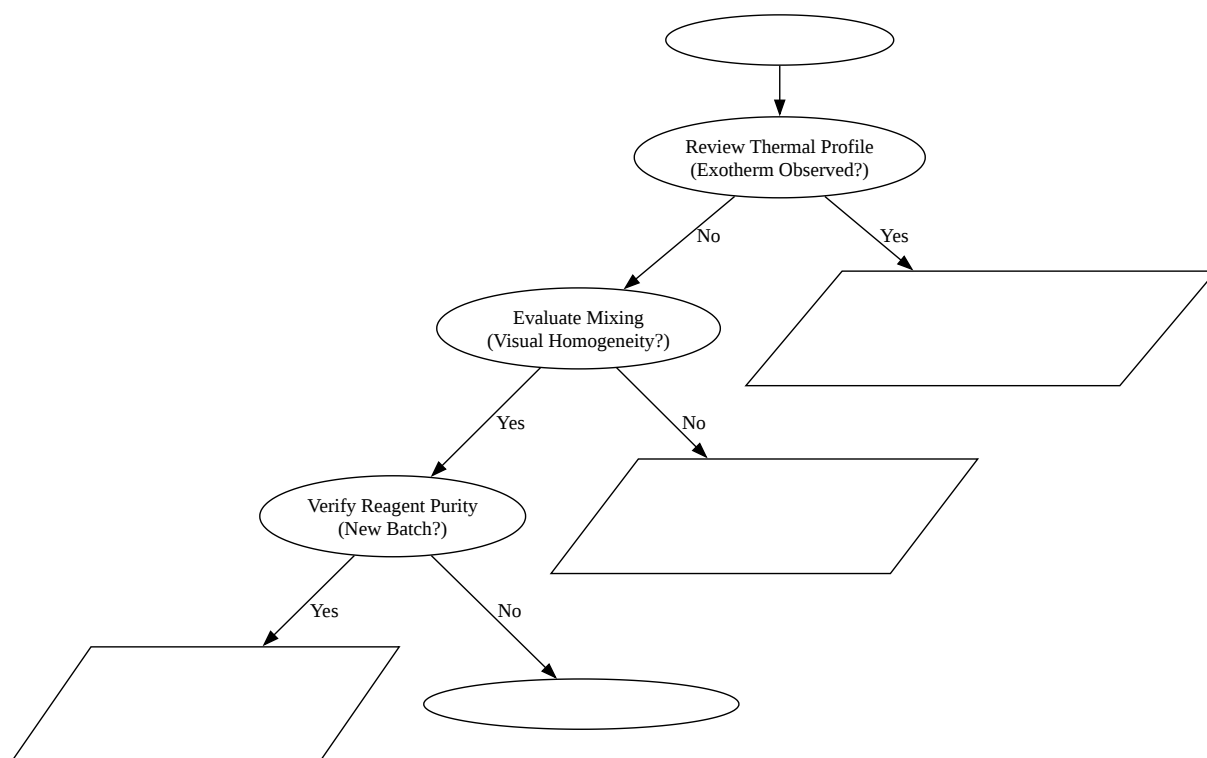 Review Thermal Profile
(Exotherm Observed?)
No
Yes
Evaluate Mixing
(Visual Homogeneity?)
Yes
No
Verify Reagent Purity
(New Batch?)
Yes
No